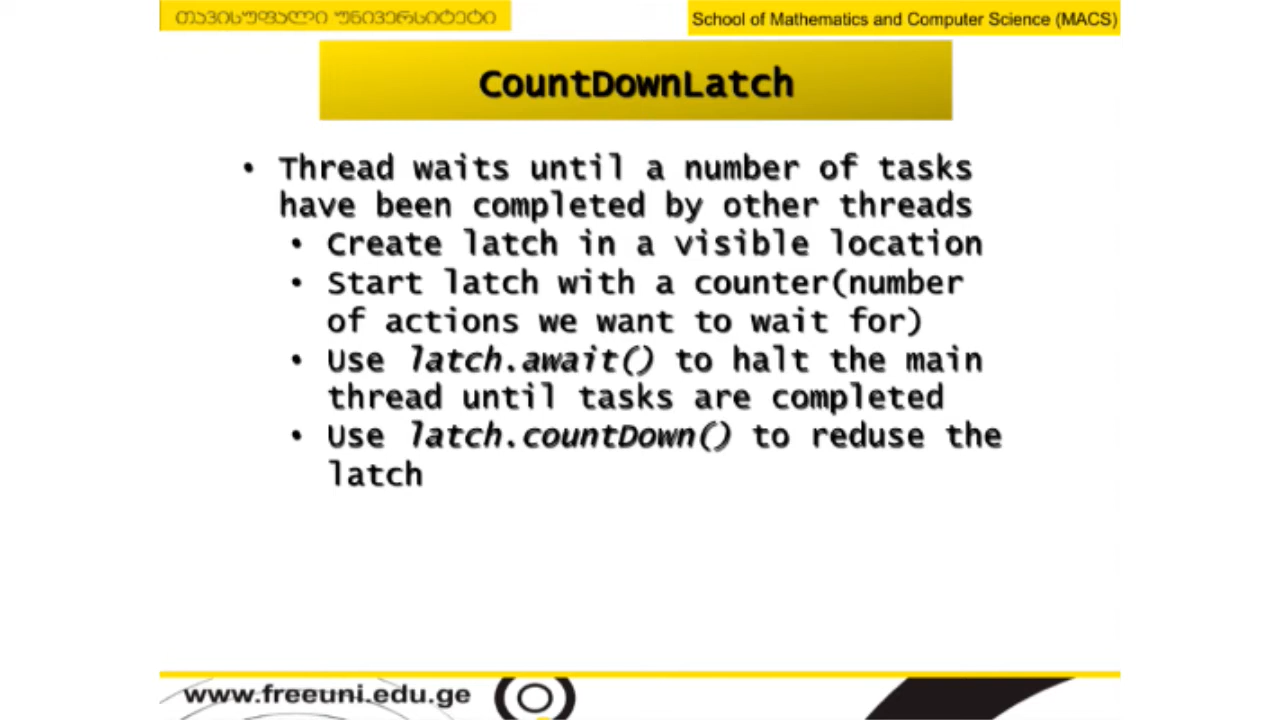 თავისუფალი უნივერსიტეტი
School of Mathematics and Computer Science (MACS)
CountDownLatch
• Thread waits until a number of tasks
have been completed by other threads
• Create latch in a visible location
• Start latch with a counter(number
of actions we want to wait for)
• Use latch.await() to halt the main
thread until tasks are completed
• Use latch.countDown() to reduse the
latch
www.freeuni.edu.ge